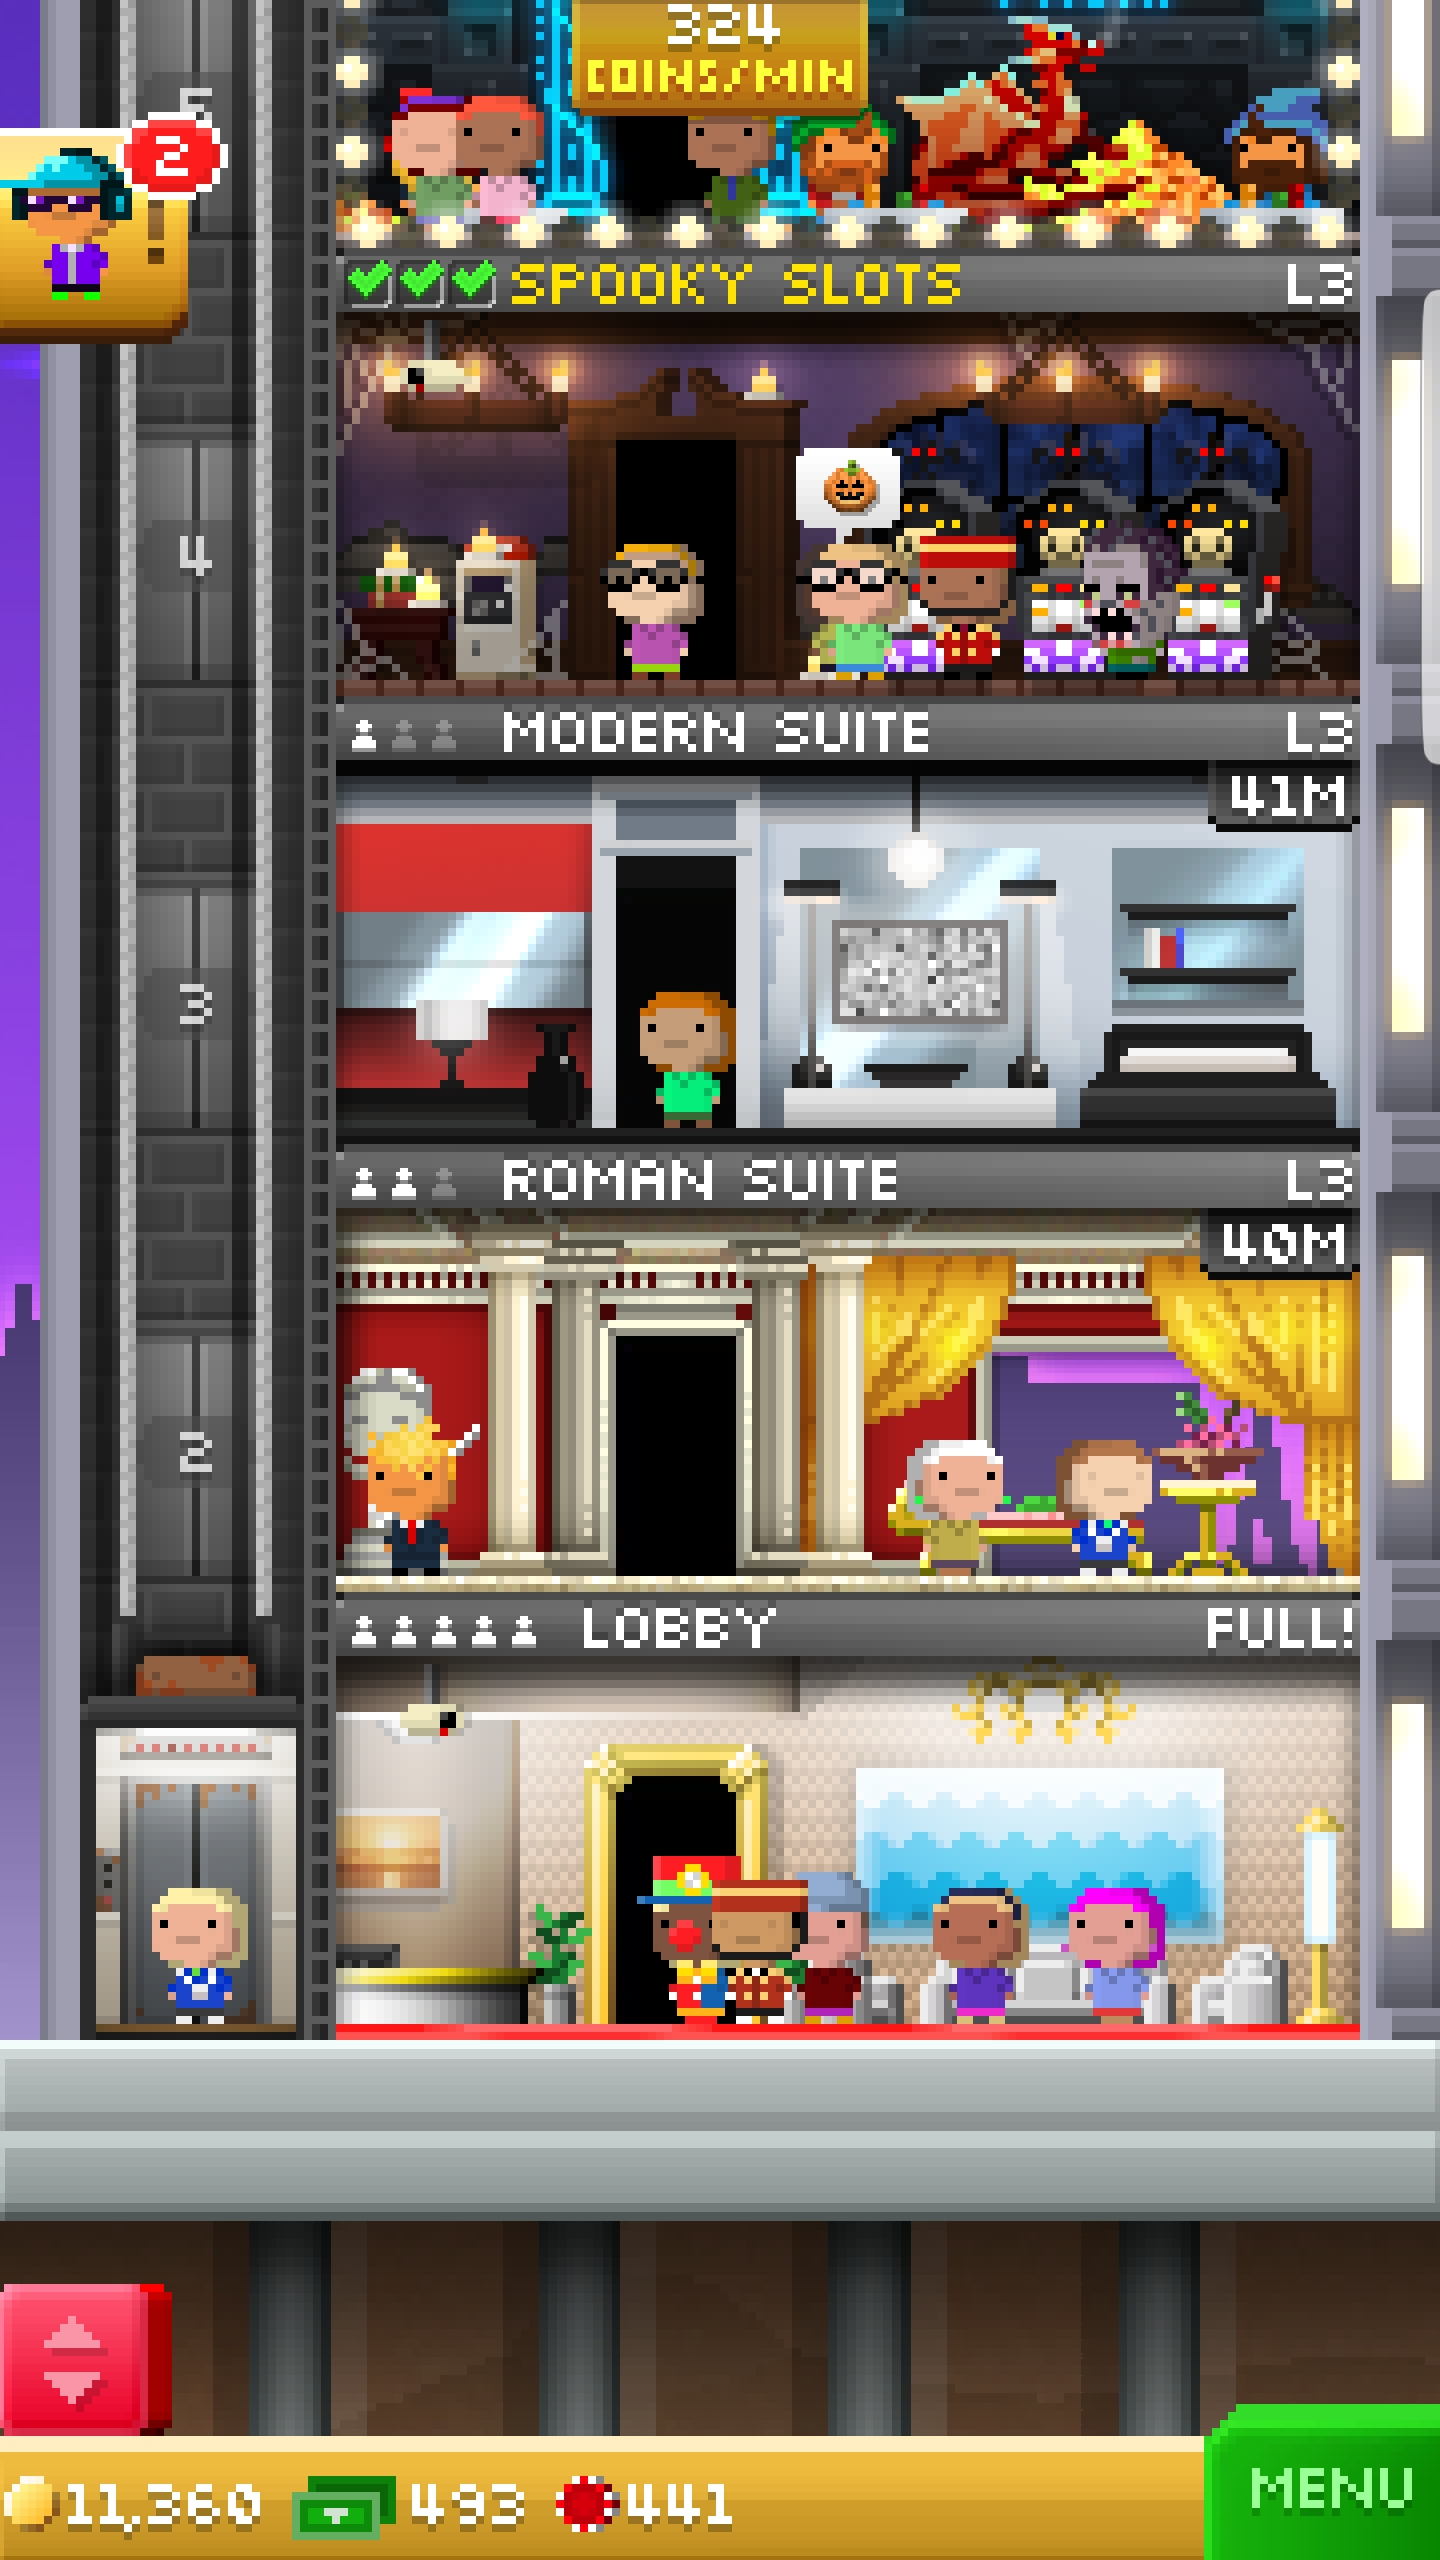 324
COINS/MIN
5
2
SPOOKY SLOTS L3
4
MODERN SUITE L3
41M
3
ROMAN SUITE L3
40M
2
LOBBY FULL!
11,360 493 441
MENU